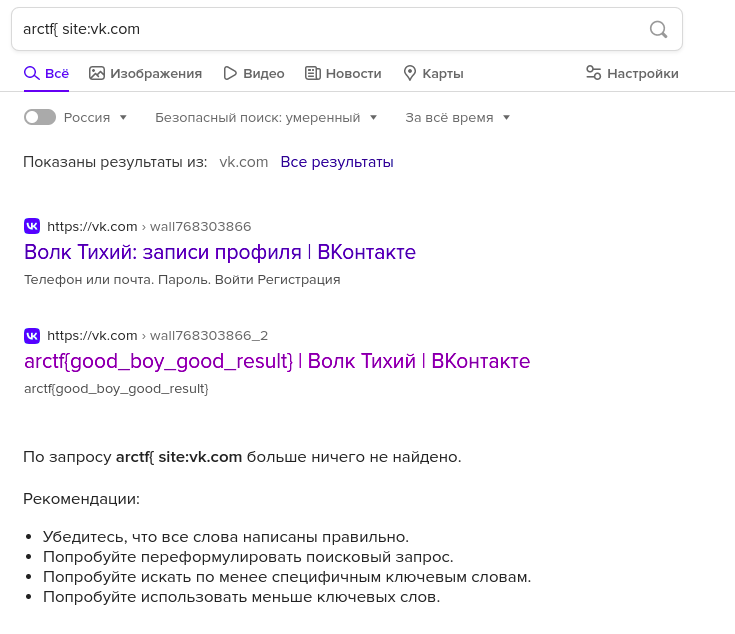 arctf{ site:vk.com
Всё Изображения Видео Новости Карты Настройки
Россия Безопасный поиск: умеренный За всё время
Показаны результаты из: vk.com Все результаты
https://vk.com › wall768303866
Волк Тихий: записи профиля | ВКонтакте
Телефон или почта. Пароль. Войти Регистрация
https://vk.com › wall768303866_2
arctf{good_boy_good_result} | Волк Тихий | ВКонтакте
arctf{good_boy_good_result}
По запросу arctf{ site:vk.com больше ничего не найдено.
Рекомендации:
• Убедитесь, что все слова написаны правильно.
• Попробуйте переформулировать поисковый запрос.
• Попробуйте искать по менее специфичным ключевым словам.
• Попробуйте использовать меньше ключевых слов.